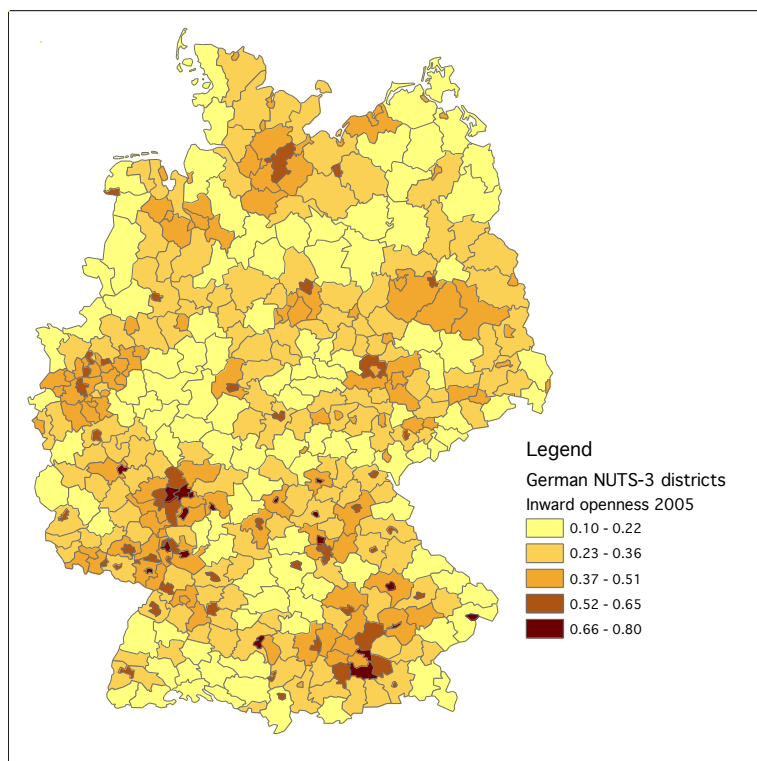 Legend
German NUTS-3 districts
Inward openness 2005
0.10 - 0.22
0.23 - 0.36
0.37 - 0.51
0.52 - 0.65
0.66 - 0.80